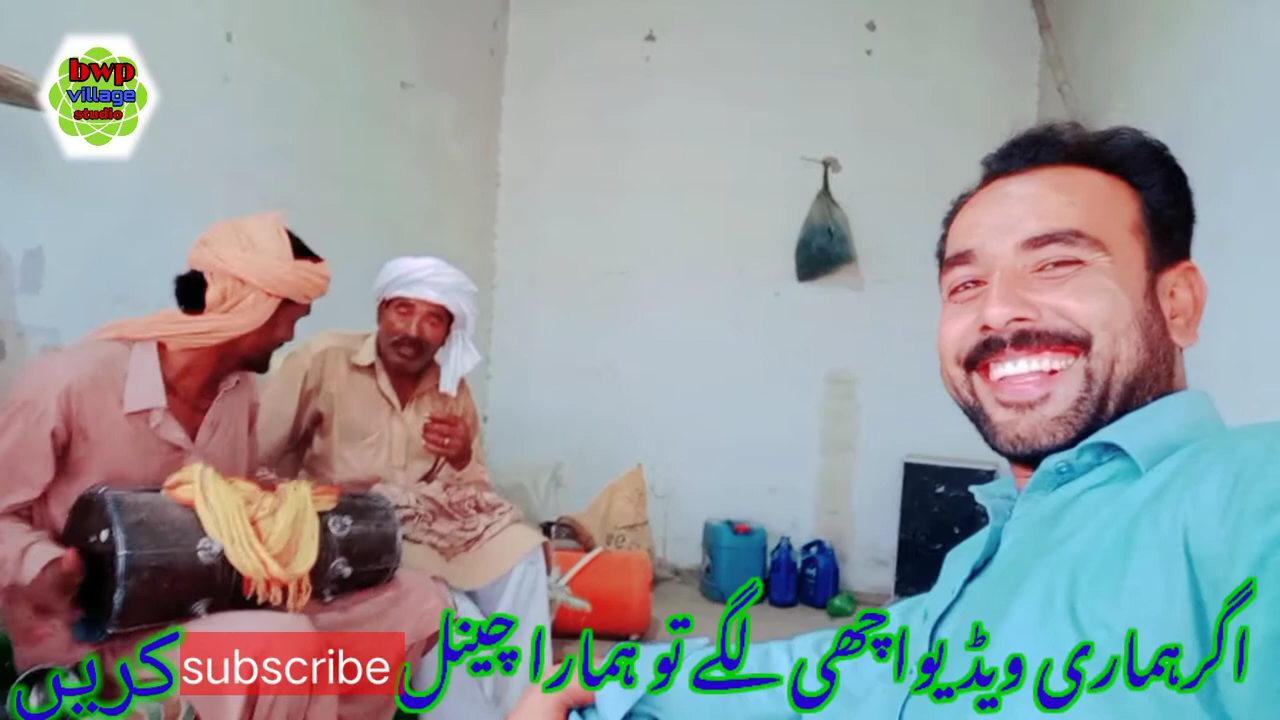 bwp
village
studio
اگر ہماری ویڈیو اچھی لگے تو ہمارا چینل subscribe کریں